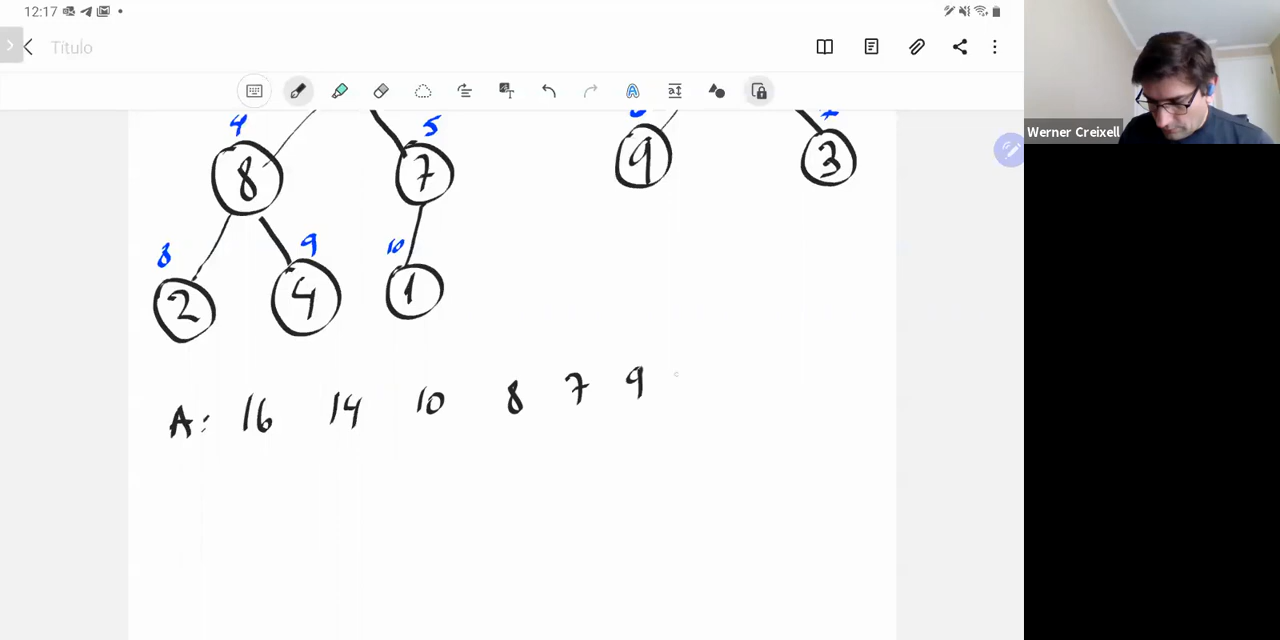 12:17
Título
4 5
8 7 9 3
8 9 10
2 4 1
A: 16 14 10 8 7 9
Werner Creixell